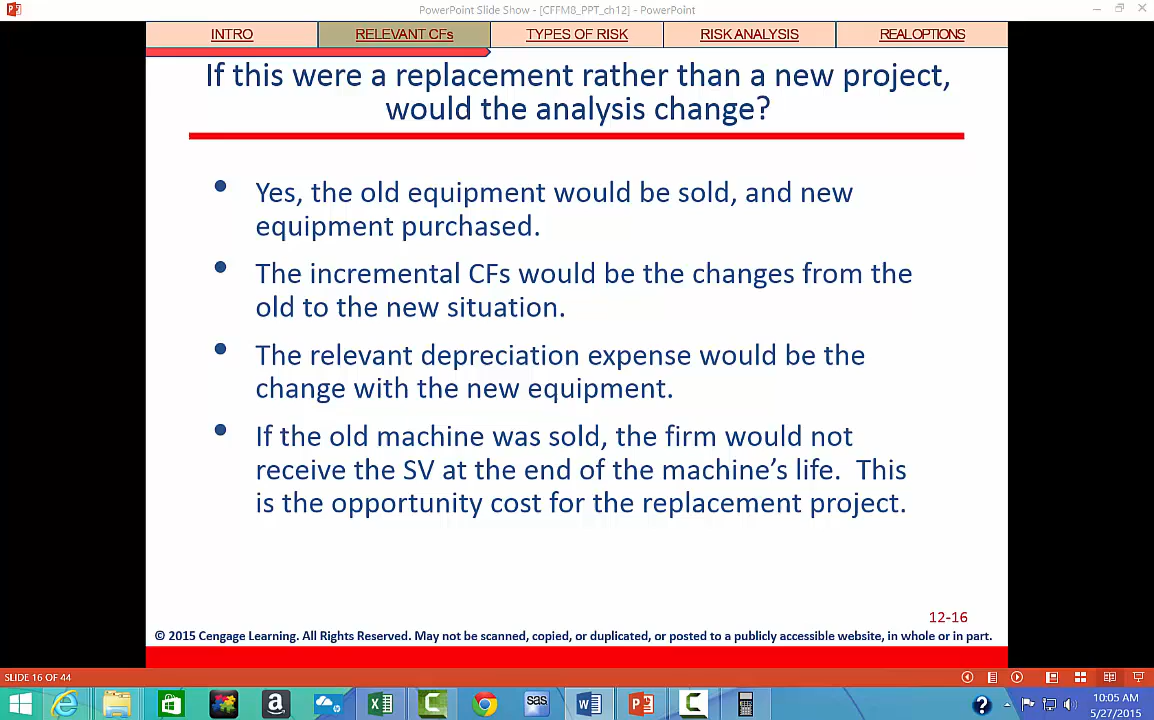 PowerPoint Slide Show - [CFFM8_PPT_ch12] - PowerPoint
INTRO
RELEVANT CFs
TYPES OF RISK
RISK ANALYSIS
REALOPTIONS
If this were a replacement rather than a new project,
would the analysis change?
• Yes, the old equipment would be sold, and new
equipment purchased.
• The incremental CFs would be the changes from the
old to the new situation.
• The relevant depreciation expense would be the
change with the new equipment.
• If the old machine was sold, the firm would not
receive the SV at the end of the machine's life. This
is the opportunity cost for the replacement project.
12-16
© 2015 Cengage Learning. All Rights Reserved. May not be scanned, copied, or duplicated, or posted to a publicly accessible website, in whole or in part.
SLIDE 16 OF 44
sas
10:05 AM
5/27/2015